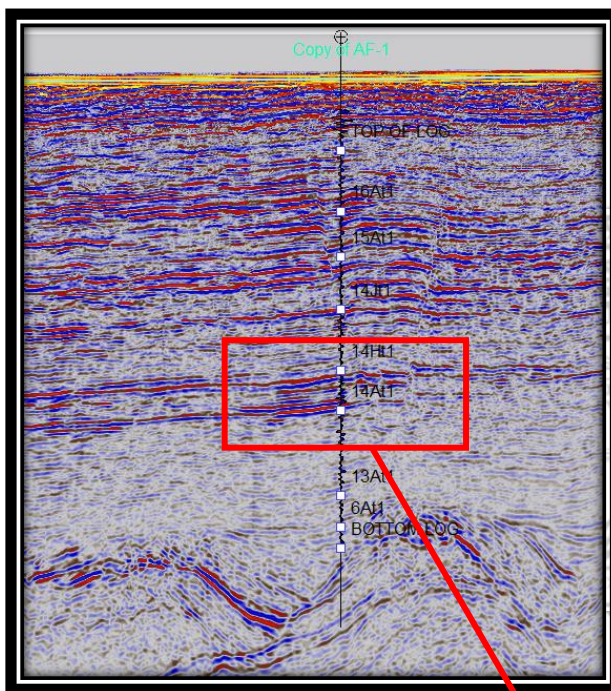 Copy of AF-1
TOP OF LOG
16At1
15At1
14Jt1
14Ht1
14At1
13At1
6At1
BOTTOM LOG